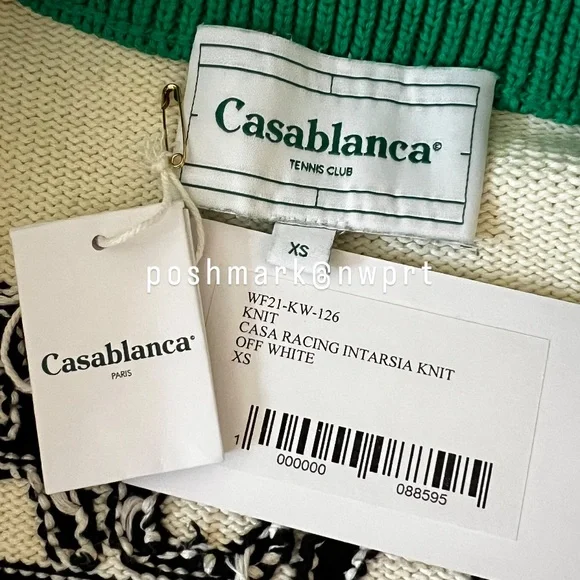 Casablanca©
TENNIS CLUB
XS
poshmark@nwprt
Casablanca®
PARIS
WF21-KW-126
KNIT
CASA RACING INTARSIA KNIT
OFF WHITE
XS
1 000000 088595